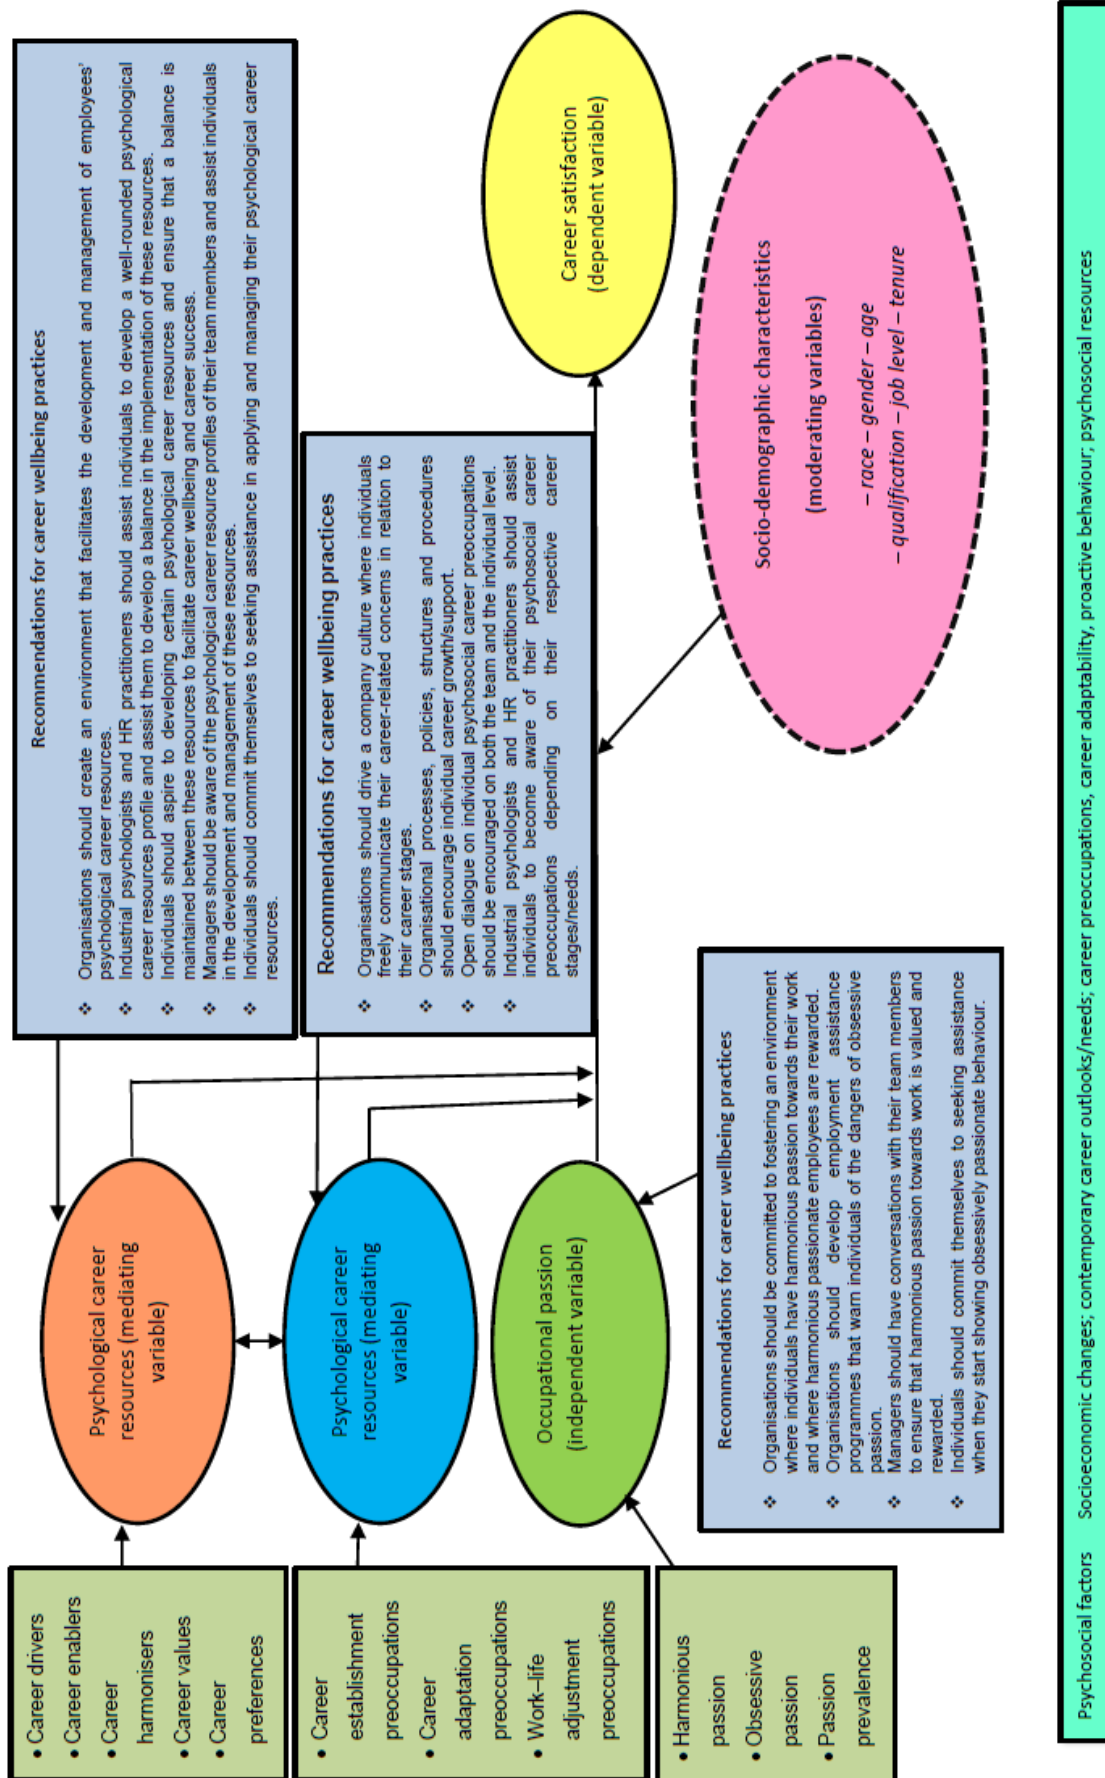 • Career drivers
• Career enablers
• Career
harmonisers
• Career values
• Career
preferences
• Career
establishment
preoccupations
• Career
adaptation
preoccupations
• Work–life
adjustment
preoccupations
• Harmonious
passion
• Obsessive
passion
• Passion
prevalence
Psychological career
resources (mediating
variable)
Psychological career
resources (mediating
variable)
Occupational passion
(independent variable)
Recommendations for career wellbeing practices
❖ Organisations should create an environment that facilitates the development and management of employees'
psychological career resources.
❖ Industrial psychologists and HR practitioners should assist individuals to develop a well-rounded psychological
career resources profile and assist them to develop a balance in the implementation of these resources.
❖ Individuals should aspire to developing certain psychological career resources and ensure that a balance is
maintained between these resources to facilitate career wellbeing and career success.
❖ Managers should be aware of the psychological career resource profiles of their team members and assist individuals
in the development and management of these resources.
❖ Individuals should commit themselves to seeking assistance in applying and managing their psychological career
resources.
Recommendations for career wellbeing practices
❖ Organisations should drive a company culture where individuals
freely communicate their career-related concerns in relation to
their career stages.
❖ Organisational processes, policies, structures and procedures
should encourage individual career growth/support.
❖ Open dialogue on individual psychosocial career preoccupations
should be encouraged on both the team and the individual level.
❖ Industrial psychologists and HR practitioners should assist
individuals to become aware of their psychosocial career
preoccupations depending on their respective career
stages/needs.
Recommendations for career wellbeing practices
❖ Organisations should be committed to fostering an environment
where individuals have harmonious passion towards their work
and where harmonious passionate employees are rewarded.
❖ Organisations should develop employment assistance
programmes that warn individuals of the dangers of obsessive
passion.
❖ Managers should have conversations with their team members
to ensure that harmonious passion towards work is valued and
rewarded.
❖ Individuals should commit themselves to seeking assistance
when they start showing obsessively passionate behaviour.
Career satisfaction
(dependent variable)
Socio-demographic characteristics
(moderating variables)
– race – gender – age
– qualification – job level – tenure
Psychosocial factors Socioeconomic changes; contemporary career outlooks/needs; career preoccupations, career adaptability, proactive behaviour; psychosocial resources